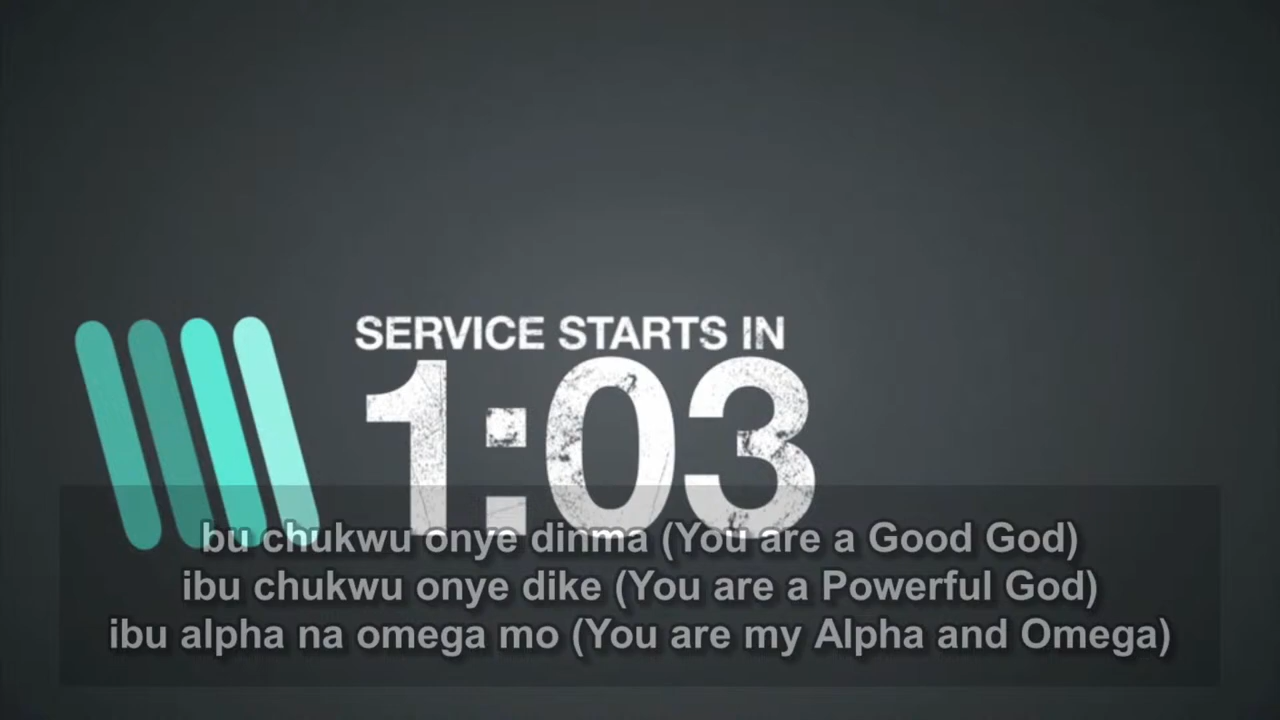 SERVICE STARTS IN
1:03
bu chukwu onye dinma (You are a Good God)
ibu chukwu onye dike (You are a Powerful God)
ibu alpha na omega mo (You are my Alpha and Omega)